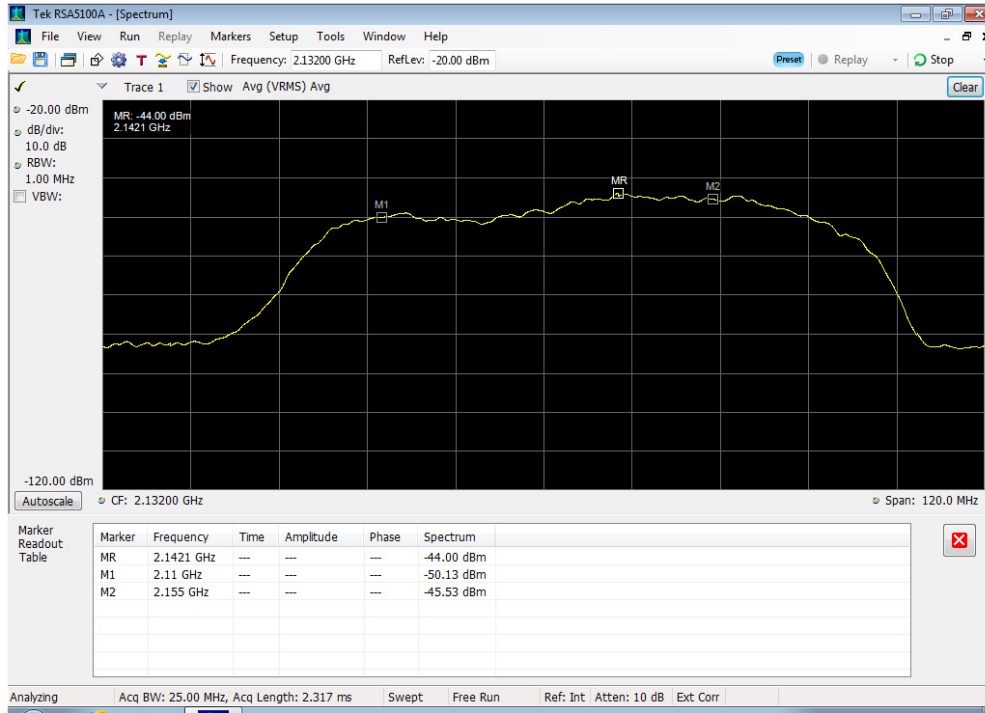 Tek RSA5100A - [Spectrum]
File View Run Replay Markers Setup Tools Window Help
T Frequency: 2.13200 GHz RefLev: -20.00 dBm Preset Replay Stop
Trace 1 Show Avg (VRMS) Avg Clear
-20.00 dBm
dB/div:
10.0 dB
RBW:
1.00 MHz
VBW:
MR: -44.00 dBm
2.1421 GHz
M1
MR
M2
-120.00 dBm
Autoscale CF: 2.13200 GHz Span: 120.0 MHz
Marker
Readout
Table
Marker Frequency Time Amplitude Phase Spectrum
MR 2.1421 GHz --- --- --- -44.00 dBm
M1 2.11 GHz --- --- --- -50.13 dBm
M2 2.155 GHz --- --- --- -45.53 dBm
Analyzing Acq BW: 25.00 MHz, Acq Length: 2.317 ms Swept Free Run Ref: Int Atten: 10 dB Ext Corr